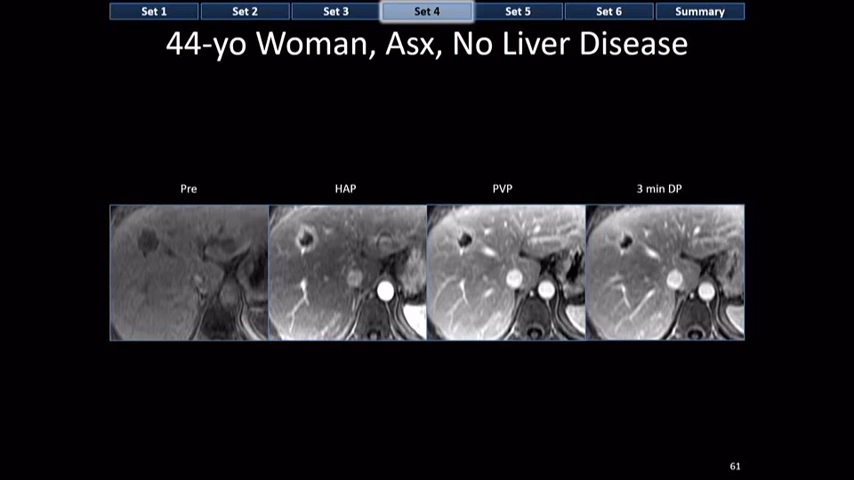 Set 1 Set 2 Set 3 Set 4 Set 5 Set 6 Summary
44-yo Woman, Asx, No Liver Disease
Pre HAP PVP 3 min DP
61